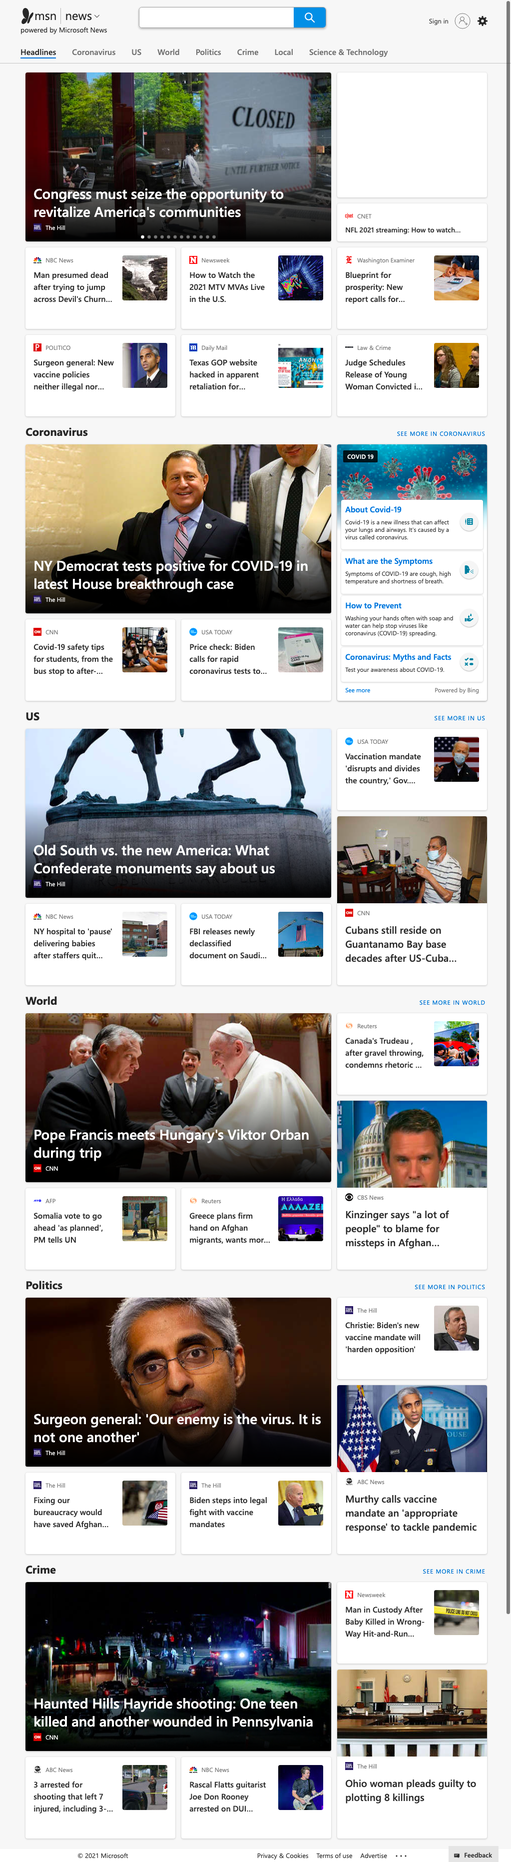 msn | news
powered by Microsoft News
Sign in
Headlines Coronavirus US World Politics Crime Local Science & Technology
CLOSED
UNTIL FURTHER NOTICE
Congress must seize the opportunity to
revitalize America's communities
The Hill
CNET
NFL 2021 streaming: How to watch...
NBC News
Man presumed dead
after trying to jump
across Devil's Churn...
Newsweek
How to Watch the
2021 MTV MVAs Live
in the U.S.
Washington Examiner
Blueprint for
prosperity: New
report calls for...
POLITICO
Surgeon general: New
vaccine policies
neither illegal nor...
Daily Mail
Texas GOP website
hacked in apparent
retaliation for...
Law & Crime
Judge Schedules
Release of Young
Woman Convicted i...
Coronavirus
SEE MORE IN CORONAVIRUS
NY Democrat tests positive for COVID-19 in
latest House breakthrough case
The Hill
COVID 19
About Covid-19
Covid-19 is a new illness that can affect
your lungs and airways. It's caused by a
virus called coronavirus.
What are the Symptoms
Symptoms of COVID-19 are cough, high
temperature and shortness of breath.
How to Prevent
Washing your hands often with soap and
water can help stop viruses like
coronavirus (COVID-19) spreading.
Coronavirus: Myths and Facts
Test your awareness about COVID-19.
See more
Powered by Bing
CNN
Covid-19 safety tips
for students, from the
bus stop to after-...
USA TODAY
Price check: Biden
calls for rapid
coronavirus tests to...
US
SEE MORE IN US
Old South vs. the new America: What
Confederate monuments say about us
The Hill
USA TODAY
Vaccination mandate
'disrupts and divides
the country,' Gov....
CNN
Cubans still reside on
Guantanamo Bay base
decades after US-Cuba...
NBC News
NY hospital to 'pause'
delivering babies
after staffers quit...
USA TODAY
FBI releases newly
declassified
document on Saudi...
World
SEE MORE IN WORLD
Pope Francis meets Hungary's Viktor Orban
during trip
CNN
Reuters
Canada's Trudeau ,
after gravel throwing,
condemns rhetoric ...
CBS News
Kinzinger says "a lot of
people" to blame for
missteps in Afghan...
AFP
Somalia vote to go
ahead 'as planned',
PM tells UN
Reuters
Greece plans firm
hand on Afghan
migrants, wants mor...
Politics
SEE MORE IN POLITICS
Surgeon general: 'Our enemy is the virus. It is
not one another'
The Hill
The Hill
Christie: Biden's new
vaccine mandate will
'harden opposition'
ABC News
Murthy calls vaccine
mandate an 'appropriate
response' to tackle pandemic
The Hill
Fixing our
bureaucracy would
have saved Afghan...
The Hill
Biden steps into legal
fight with vaccine
mandates
Crime
SEE MORE IN CRIME
Haunted Hills Hayride shooting: One teen
killed and another wounded in Pennsylvania
CNN
Newsweek
Man in Custody After
Baby Killed in Wrong-
Way Hit-and-Run...
The Hill
Ohio woman pleads guilty to
plotting 8 killings
ABC News
3 arrested for
shooting that left 7
injured, including 3-...
NBC News
Rascal Flatts guitarist
Joe Don Rooney
arrested on DUI...
© 2021 Microsoft
Privacy & Cookies Terms of use Advertise
Feedback